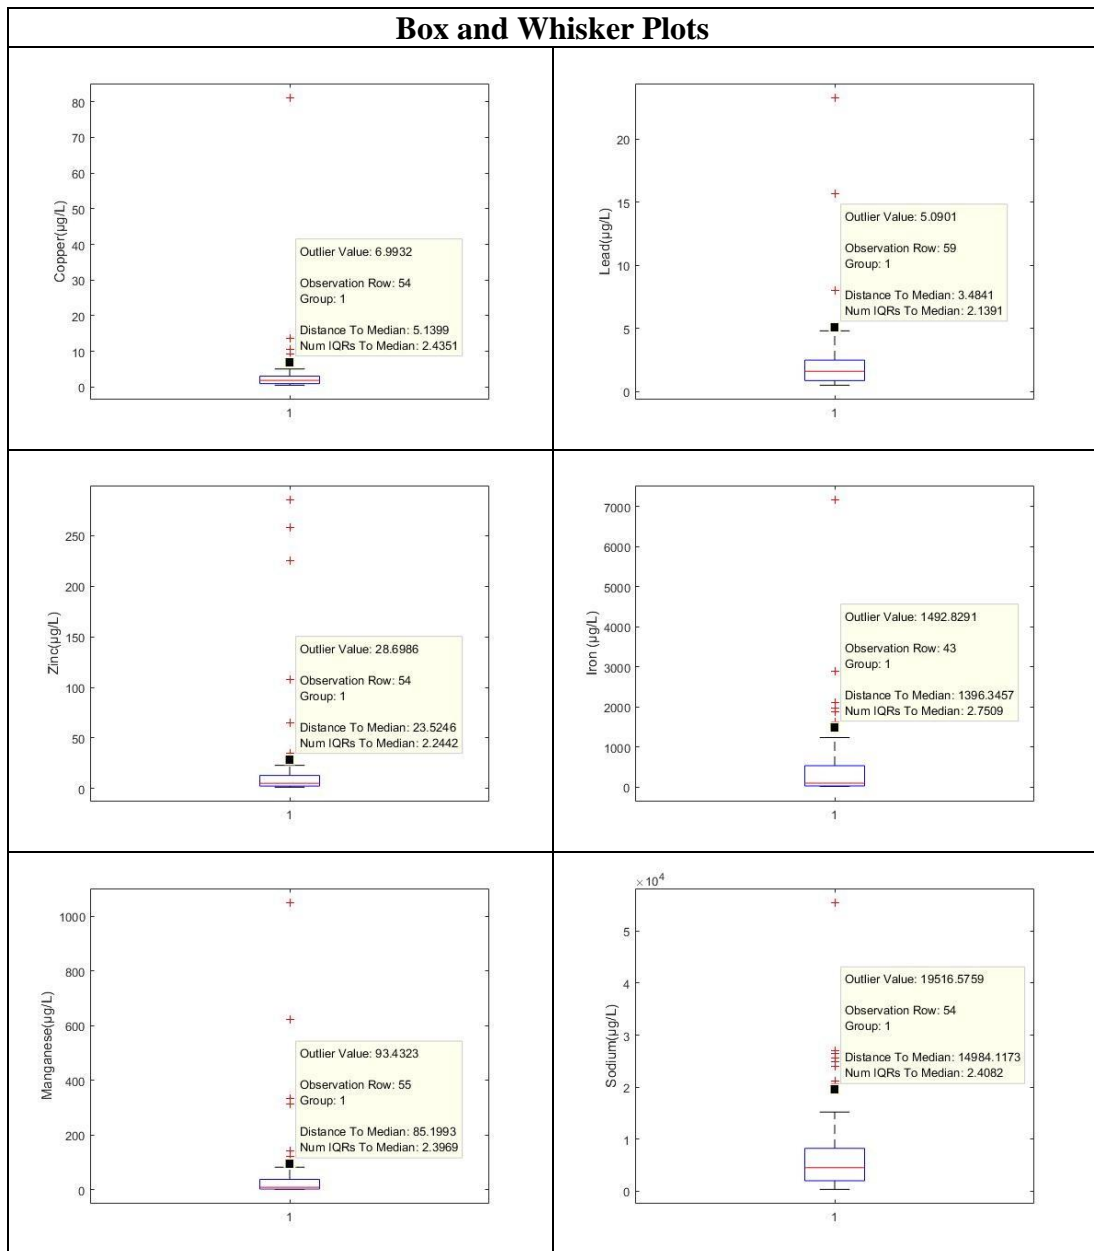 Box and Whisker Plots
80
70
60
50
40
30
20
10
0
Copper(µg/L)
Outlier Value: 6.9932
Observation Row: 54
Group: 1
Distance To Median: 5.1399
Num IQRs To Median: 2.4351
1
20
15
10
5
0
Lead(µg/L)
Outlier Value: 5.0901
Observation Row: 59
Group: 1
Distance To Median: 3.4841
Num IQRs To Median: 2.1391
1
250
200
150
100
50
0
Zinc(µg/L)
Outlier Value: 28.6986
Observation Row: 54
Group: 1
Distance To Median: 23.5246
Num IQRs To Median: 2.2442
1
7000
6000
5000
4000
3000
2000
1000
0
Iron (µg/L)
Outlier Value: 1492.8291
Observation Row: 43
Group: 1
Distance To Median: 1396.3457
Num IQRs To Median: 2.7509
1
1000
800
600
400
200
0
Manganese(µg/L)
Outlier Value: 93.4323
Observation Row: 55
Group: 1
Distance To Median: 85.1993
Num IQRs To Median: 2.3969
1
×10⁴
5
4
3
2
1
0
Sodium(µg/L)
Outlier Value: 19516.5759
Observation Row: 54
Group: 1
Distance To Median: 14984.1173
Num IQRs To Median: 2.4082
1